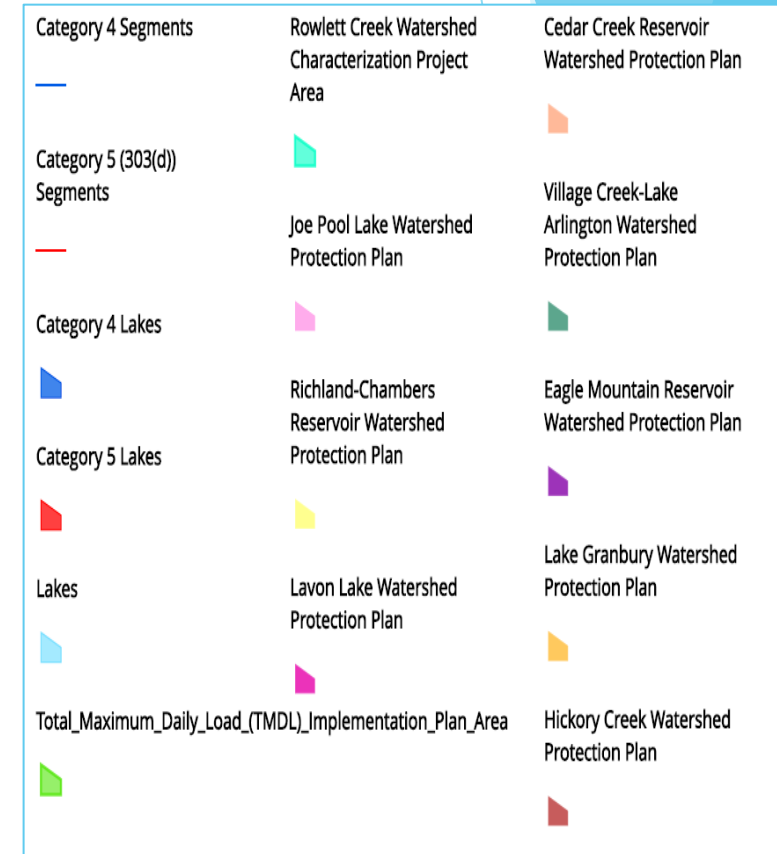 Category 4 Segments
Category 5 (303(d))
Segments
Category 4 Lakes
Category 5 Lakes
Lakes
Total_Maximum_Daily_Load_(TMDL)_Implementation_Plan_Area
Rowlett Creek Watershed
Characterization Project
Area
Joe Pool Lake Watershed
Protection Plan
Richland-Chambers
Reservoir Watershed
Protection Plan
Lavon Lake Watershed
Protection Plan
Cedar Creek Reservoir
Watershed Protection Plan
Village Creek-Lake
Arlington Watershed
Protection Plan
Eagle Mountain Reservoir
Watershed Protection Plan
Lake Granbury Watershed
Protection Plan
Hickory Creek Watershed
Protection Plan